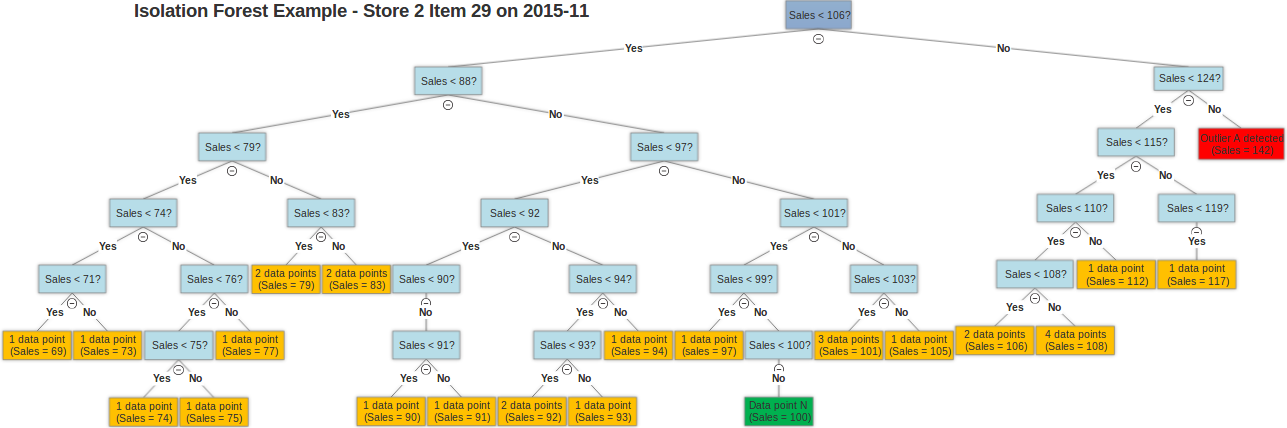 Isolation Forest Example - Store 2 Item 29 on 2015-11
Sales < 106?
Yes
No
Sales < 88?
Sales < 124?
Yes
No
Yes
No
Sales < 79?
Sales < 97?
Sales < 115?
Outlier A detected
(Sales = 142)
Yes
No
Yes
No
Yes
No
Sales < 74?
Sales < 83?
Sales < 92
Sales < 101?
Sales < 110?
Sales < 119?
Yes
No
Yes
No
Yes
No
Yes
No
Yes
No
Yes
Sales < 71?
Sales < 76?
2 data points
(Sales = 79)
2 data points
(Sales = 83)
Sales < 90?
Sales < 94?
Sales < 99?
Sales < 103?
Sales < 108?
1 data point
(Sales = 112)
1 data point
(Sales = 117)
Yes
No
Yes
No
No
Yes
No
Yes
No
Yes
No
Yes
No
1 data point
(Sales = 69)
1 data point
(Sales = 73)
Sales < 75?
1 data point
(Sales = 77)
Sales < 91?
Sales < 93?
1 data point
(Sales = 94)
1 data point
(Sales = 97)
Sales < 100?
3 data points
(Sales = 101)
1 data point
(Sales = 105)
2 data points
(Sales = 106)
4 data points
(Sales = 108)
Yes
No
Yes
No
Yes
No
No
1 data point
(Sales = 74)
1 data point
(Sales = 75)
1 data point
(Sales = 90)
1 data point
(Sales = 91)
2 data points
(Sales = 92)
1 data point
(Sales = 93)
Data point N
(Sales = 100)